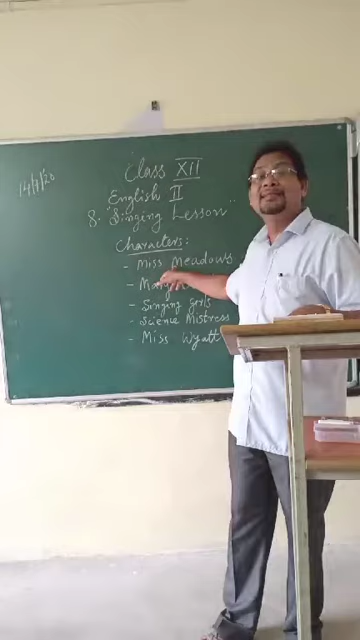 14/7/20
Class XII
English II
8. "Singing Lesson"
Characters:
- Miss Meadows
- Singing girls
- Science Mistress
- Miss Wyatt